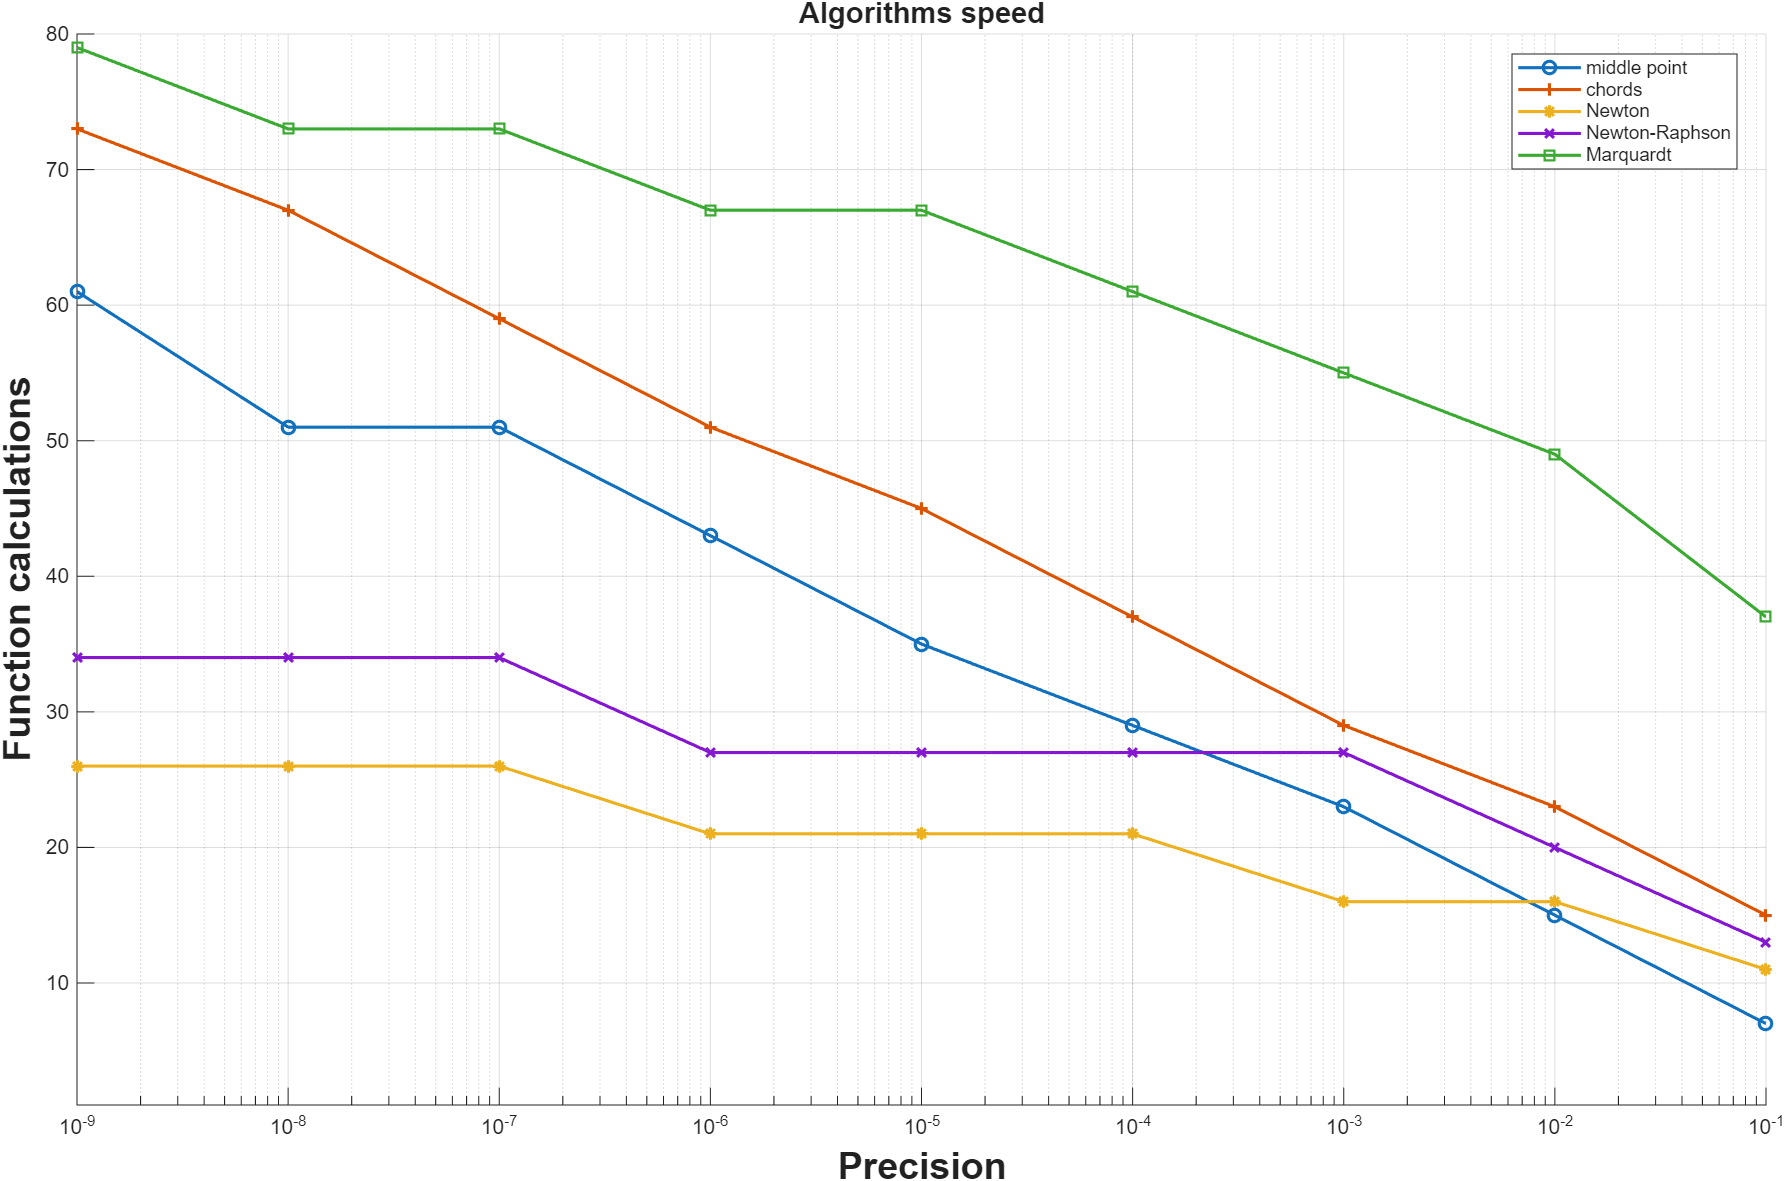 Algorithms speed
80
70
60
50
40
30
20
10
Function calculations
middle point
chords
Newton
Newton-Raphson
Marquardt
10^-9 10^-8 10^-7 10^-6 10^-5 10^-4 10^-3 10^-2 10^-1
Precision